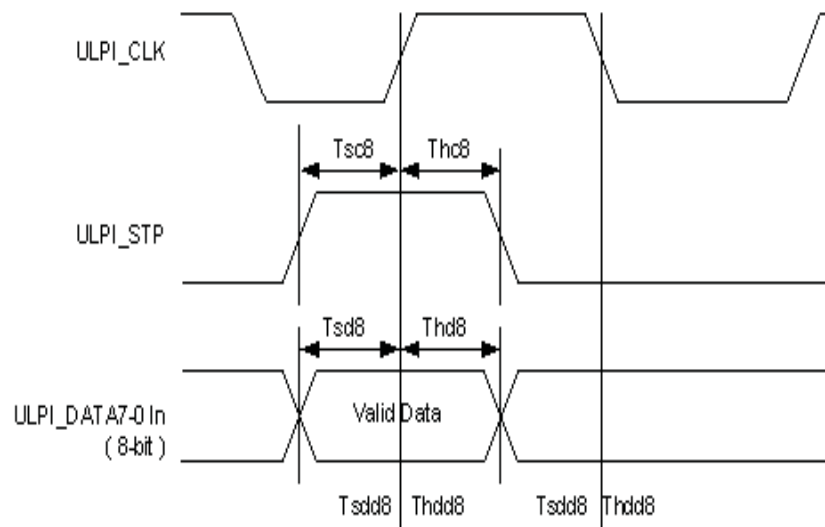 ULPI_CLK
Tsc8 Thc8
ULPI_STP
Tsd8 Thd8
ULPI_DATA7-0 In
( 8-bit )
Valid Data
Tsdd8 Thdd8 Tsdd8 Thdd8